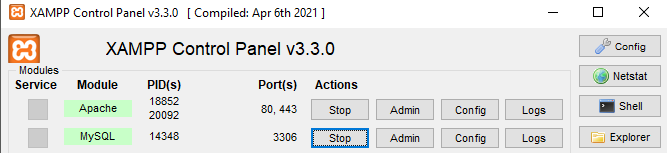 XAMPP Control Panel v3.3.0 [ Compiled: Apr 6th 2021 ]
XAMPP Control Panel v3.3.0
Config
Modules
Service Module PID(s) Port(s) Actions
Netstat
Apache 18852 20092 80, 443 Stop Admin Config Logs
Shell
MySQL 14348 3306 Stop Admin Config Logs
Explorer